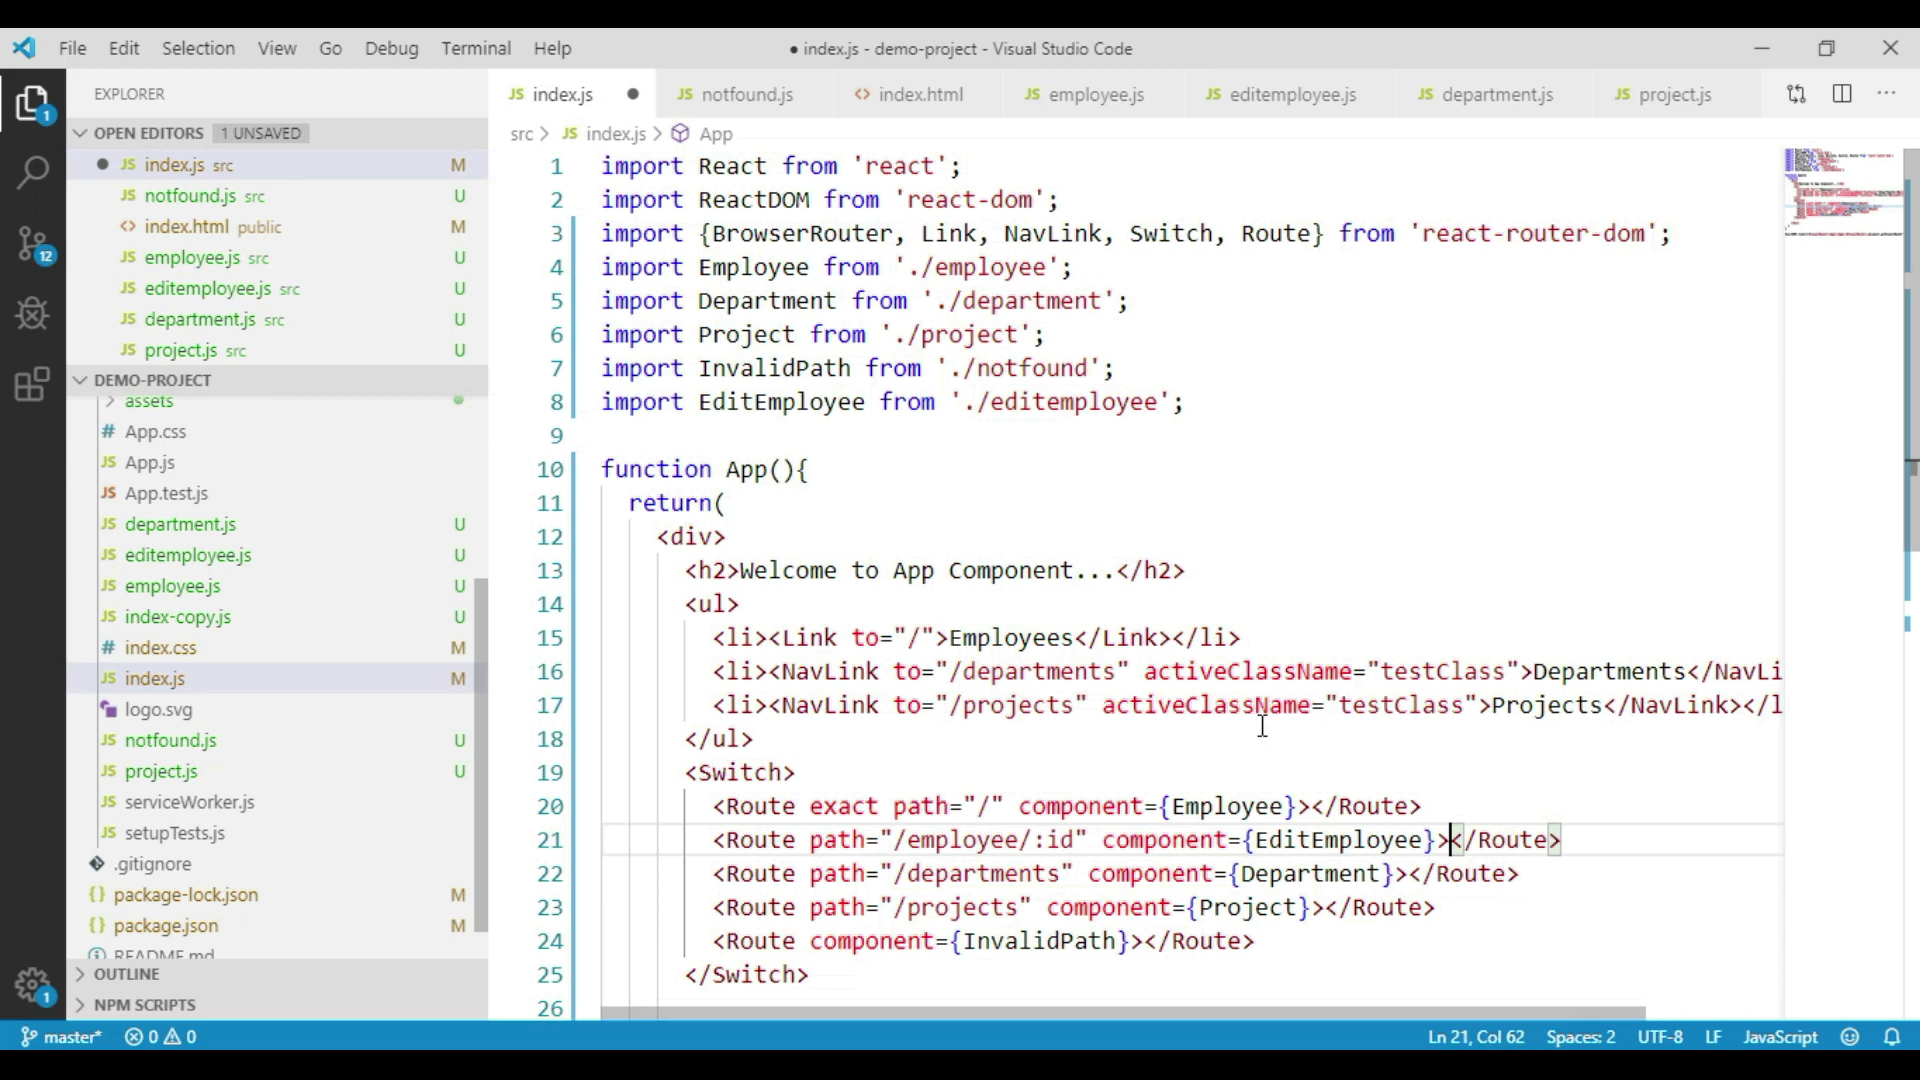 File Edit Selection View Go Debug Terminal Help
● index.js - demo-project - Visual Studio Code
EXPLORER
JS index.js ●
JS notfound.js
<> index.html
JS employee.js
JS editemployee.js
JS department.js
JS project.js
OPEN EDITORS 1 UNSAVED
● JS index.js src M
JS notfound.js src U
<> index.html public M
JS employee.js src U
JS editemployee.js src U
JS department.js src U
JS project.js src U
DEMO-PROJECT
> assets
# App.css
JS App.js
JS App.test.js
JS department.js U
JS editemployee.js U
JS employee.js U
JS index-copy.js U
# index.css M
JS index.js M
logo.svg
JS notfound.js U
JS project.js U
JS serviceWorker.js
JS setupTests.js
.gitignore
{} package-lock.json M
{} package.json M
README.md
> OUTLINE
> NPM SCRIPTS
1
12
1
src > JS index.js > App
1 import React from 'react';
2 import ReactDOM from 'react-dom';
3 import {BrowserRouter, Link, NavLink, Switch, Route} from 'react-router-dom';
4 import Employee from './employee';
5 import Department from './department';
6 import Project from './project';
7 import InvalidPath from './notfound';
8 import EditEmployee from './editemployee';
9
10 function App(){
11 return(
12 <div>
13 <h2>Welcome to App Component...</h2>
14 <ul>
15 <li><Link to="/">Employees</Link></li>
16 <li><NavLink to="/departments" activeClassName="testClass">Departments</NavLi
17 <li><NavLink to="/projects" activeClassName="testClass">Projects</NavLink></l
18 </ul>
19 <Switch>
20 <Route exact path="/" component={Employee}></Route>
21 <Route path="/employee/:id" component={EditEmployee}></Route>
22 <Route path="/departments" component={Department}></Route>
23 <Route path="/projects" component={Project}></Route>
24 <Route component={InvalidPath}></Route>
25 </Switch>
26
master* 0 0
Ln 21, Col 62 Spaces: 2 UTF-8 LF JavaScript